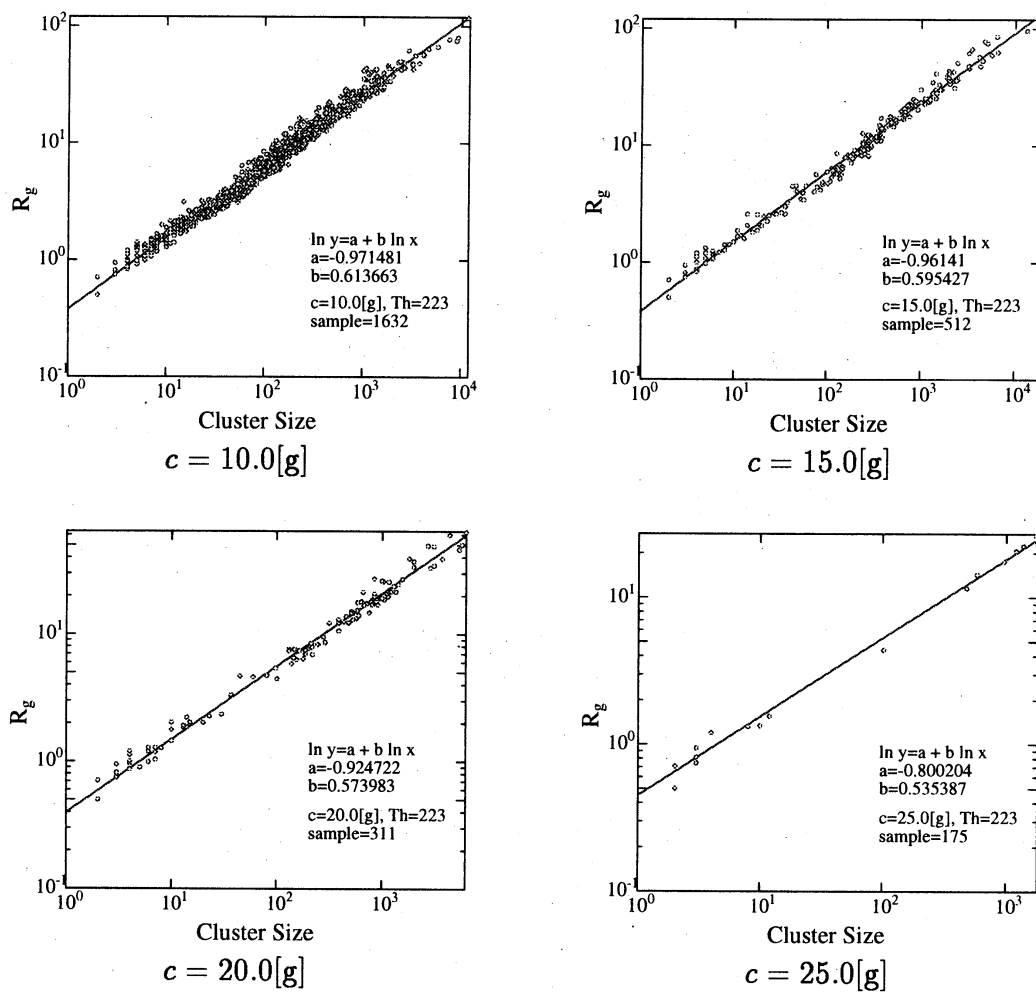 10²
10¹
R_g
10⁰
10⁻¹
ln y=a + b ln x
a=-0.971481
b=0.613663
c=10.0[g], Th=223
sample=1632
10⁰ 10¹ 10² 10³ 10⁴
Cluster Size
c = 10.0[g]
10²
10¹
R_g
10⁰
10⁻¹
ln y=a + b ln x
a=-0.96141
b=0.595427
c=15.0[g], Th=223
sample=512
10⁰ 10¹ 10² 10³ 10⁴
Cluster Size
c = 15.0[g]
10¹
R_g
10⁰
10⁻¹
ln y=a + b ln x
a=-0.924722
b=0.573983
c=20.0[g], Th=223
sample=311
10⁰ 10¹ 10² 10³
Cluster Size
c = 20.0[g]
10¹
R_g
10⁰
10⁻¹
ln y=a + b ln x
a=-0.800204
b=0.535387
c=25.0[g], Th=223
sample=175
10⁰ 10¹ 10² 10³
Cluster Size
c = 25.0[g]